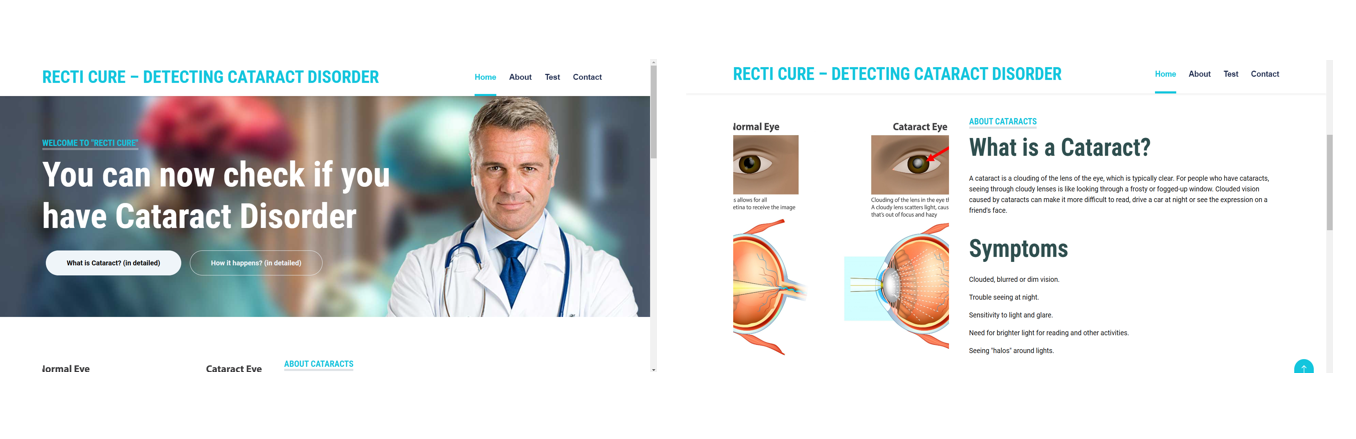 RECTI CURE – DETECTING CATARACT DISORDER
Home About Test Contact
WELCOME TO "RECTI CURE"
You can now check if you
have Cataract Disorder
What is Cataract? (in detailed)
How it happens? (in detailed)
ormal Eye
Cataract Eye
ABOUT CATARACTS
RECTI CURE – DETECTING CATARACT DISORDER
Home About Test Contact
ormal Eye
Cataract Eye
s allows for all
etina to receive the image
Clouding of the lens in the eye
A cloudy lens scatters light,
that's out of focus and hazy
ABOUT CATARACTS
What is a Cataract?
A cataract is a clouding of the lens of the eye, which is typically clear. For people who have cataracts,
seeing through cloudy lenses is like looking through a frosty or fogged-up window. Clouded vision
caused by cataracts can make it more difficult to read, drive a car at night or see the expression on a
friend's face.
Symptoms
Clouded, blurred or dim vision.
Trouble seeing at night.
Sensitivity to light and glare.
Need for brighter light for reading and other activities.
Seeing "halos" around lights.